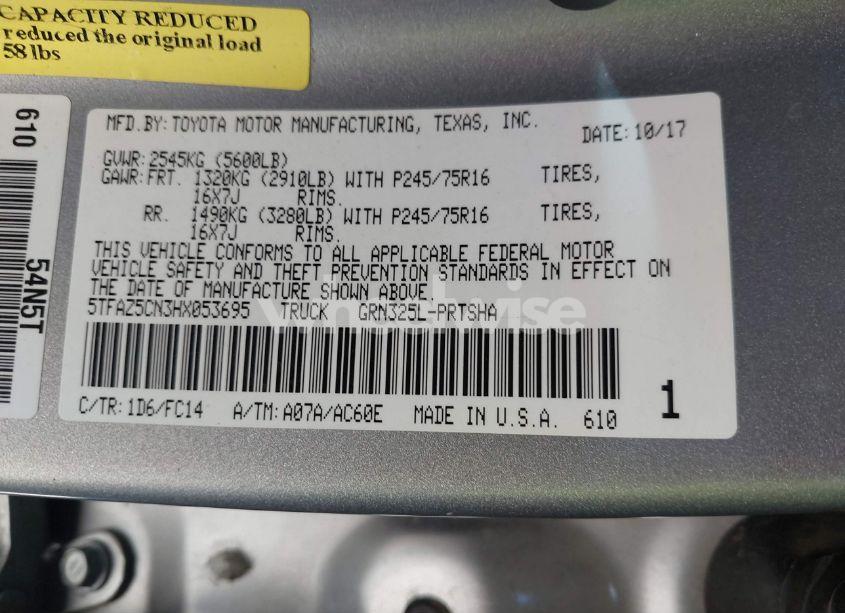 CAPACITY REDUCED
reduced the original load
58 lbs
610
54N5T
MFD.BY: TOYOTA MOTOR MANUFACTURING, TEXAS, INC.
DATE: 10/17
GVWR: 2545KG (5600LB)
GAWR: FRT. 1320KG (2910LB) WITH P245/75R16 TIRES,
16X7J RIMS.
RR. 1490KG (3280LB) WITH P245/75R16 TIRES,
16X7J RIMS.
THIS VEHICLE CONFORMS TO ALL APPLICABLE FEDERAL MOTOR
VEHICLE SAFETY AND THEFT PREVENTION STANDARDS IN EFFECT ON
THE DATE OF MANUFACTURE SHOWN ABOVE.
5TFAZ5CN3HX053695 TRUCK GRN325L-PRTSHA
wheelwise
C/TR: 1D6/FC14 A/TM: A07A/AC60E MADE IN U.S.A. 610
1